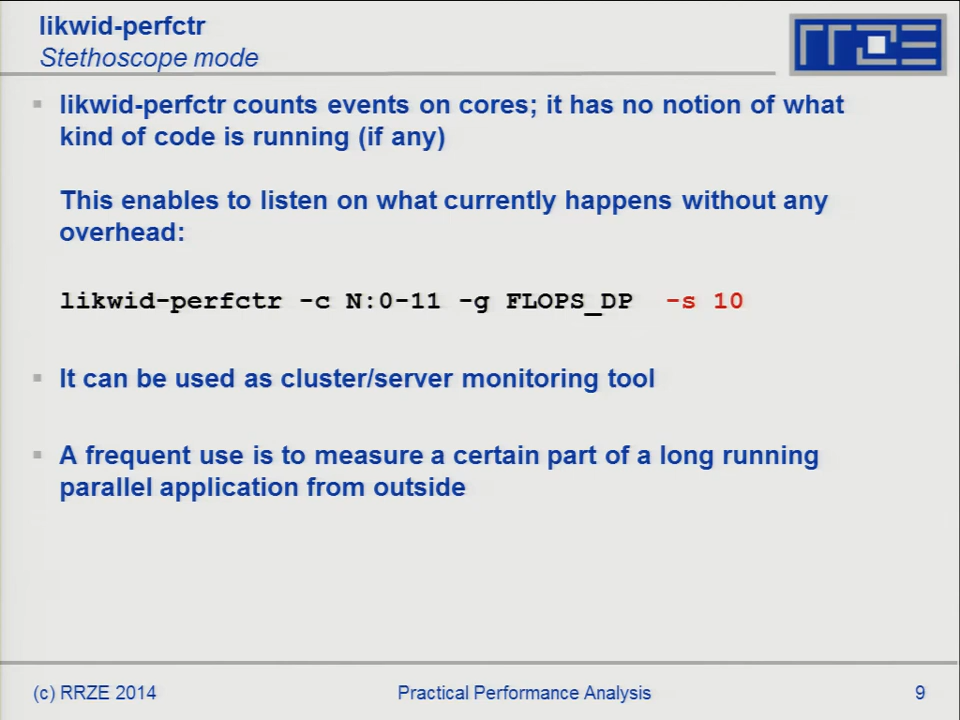 likwid-perfctr
Stethoscope mode
RRZE
likwid-perfctr counts events on cores; it has no notion of what
kind of code is running (if any)
This enables to listen on what currently happens without any
overhead:
likwid-perfctr -c N:0-11 -g FLOPS_DP -s 10
It can be used as cluster/server monitoring tool
A frequent use is to measure a certain part of a long running
parallel application from outside
(c) RRZE 2014
Practical Performance Analysis
9